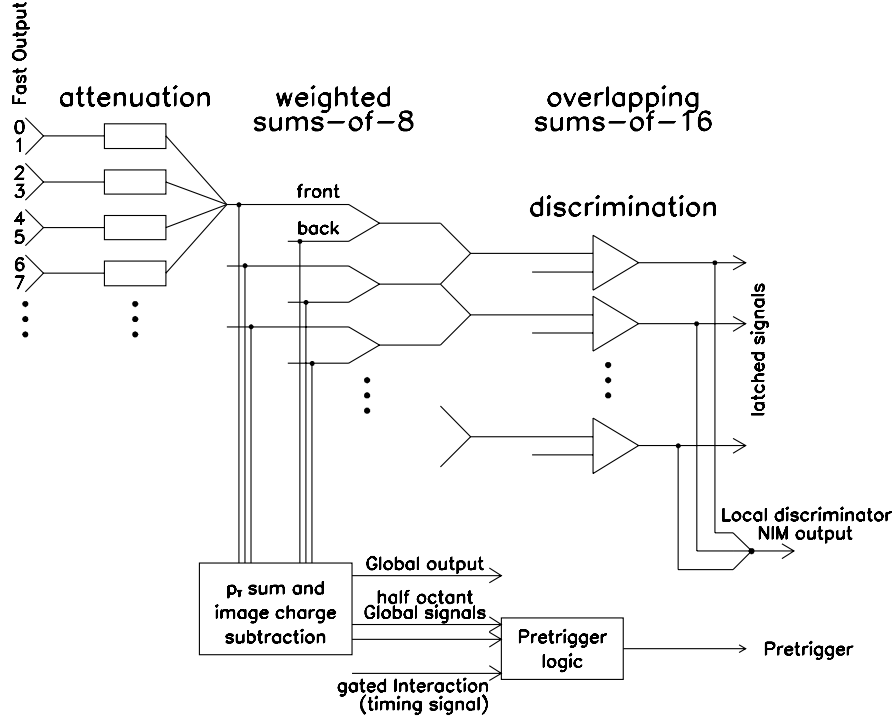 Fast Output
attenuation
weighted
sums-of-8
overlapping
sums-of-16
0
1
2
3
4
5
6
7
front
back
discrimination
latched signals
Local discriminator
NIM output
pT sum and
image charge
subtraction
Global output
half octant
Global signals
gated Interaction
(timing signal)
Pretrigger
logic
Pretrigger